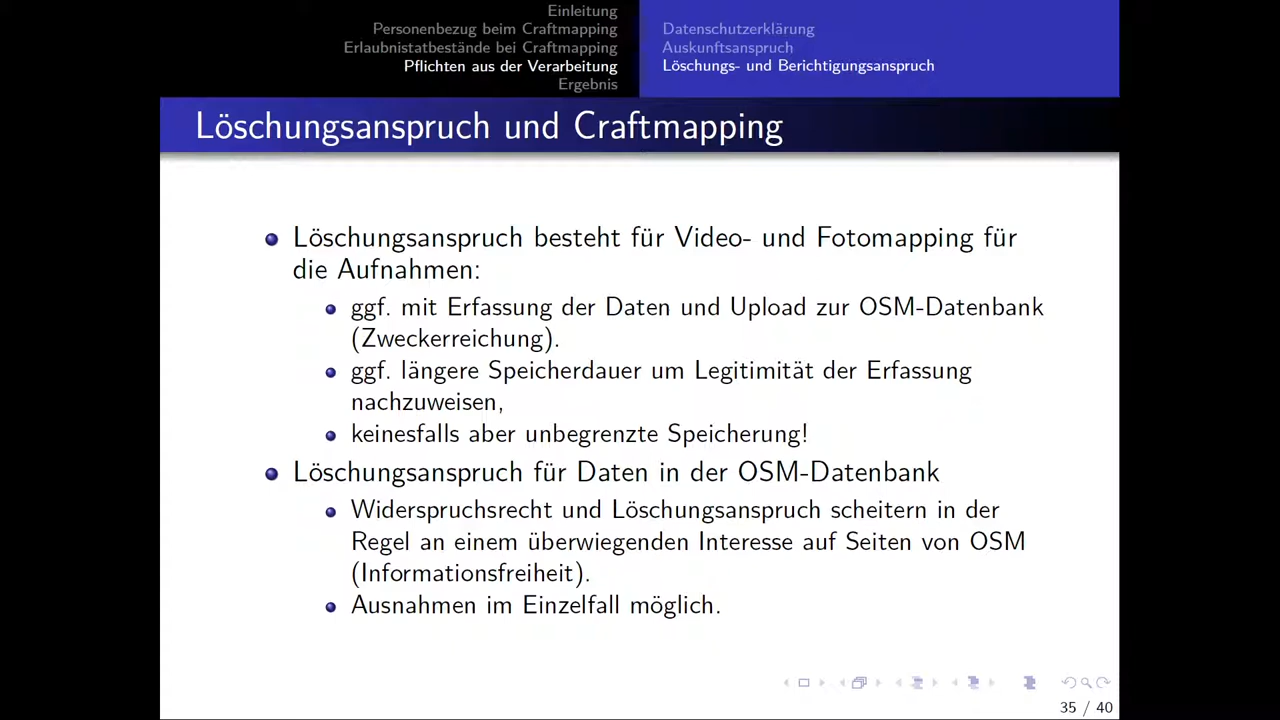 Einleitung
Personenbezug beim Craftmapping
Erlaubnistatbestände bei Craftmapping
Pflichten aus der Verarbeitung
Ergebnis
Datenschutzerklärung
Auskunftsanspruch
Löschungs- und Berichtigungsanspruch
Löschungsanspruch und Craftmapping
Löschungsanspruch besteht für Video- und Fotomapping für
die Aufnahmen:
ggf. mit Erfassung der Daten und Upload zur OSM-Datenbank
(Zweckerreichung).
ggf. längere Speicherdauer um Legitimität der Erfassung
nachzuweisen,
keinesfalls aber unbegrenzte Speicherung!
Löschungsanspruch für Daten in der OSM-Datenbank
Widerspruchsrecht und Löschungsanspruch scheitern in der
Regel an einem überwiegenden Interesse auf Seiten von OSM
(Informationsfreiheit).
Ausnahmen im Einzelfall möglich.
35 / 40